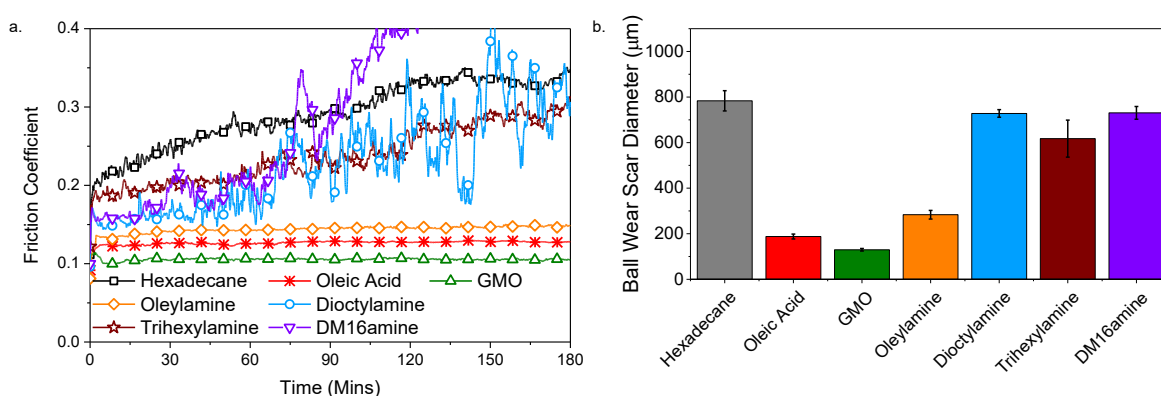 a.
0.4
0.3
0.2
0.1
0.0
Friction Coefficient
Hexadecane Oleic Acid GMO
Oleylamine Dioctylamine
Trihexylamine DM16amine
0 30 60 90 120 150 180
Time (Mins)
b.
1000
800
600
400
200
0
Ball Wear Scar Diameter (μm)
Hexadecane
Oleic Acid
GMO
Oleylamine
Dioctylamine
Trihexylamine
DM16amine